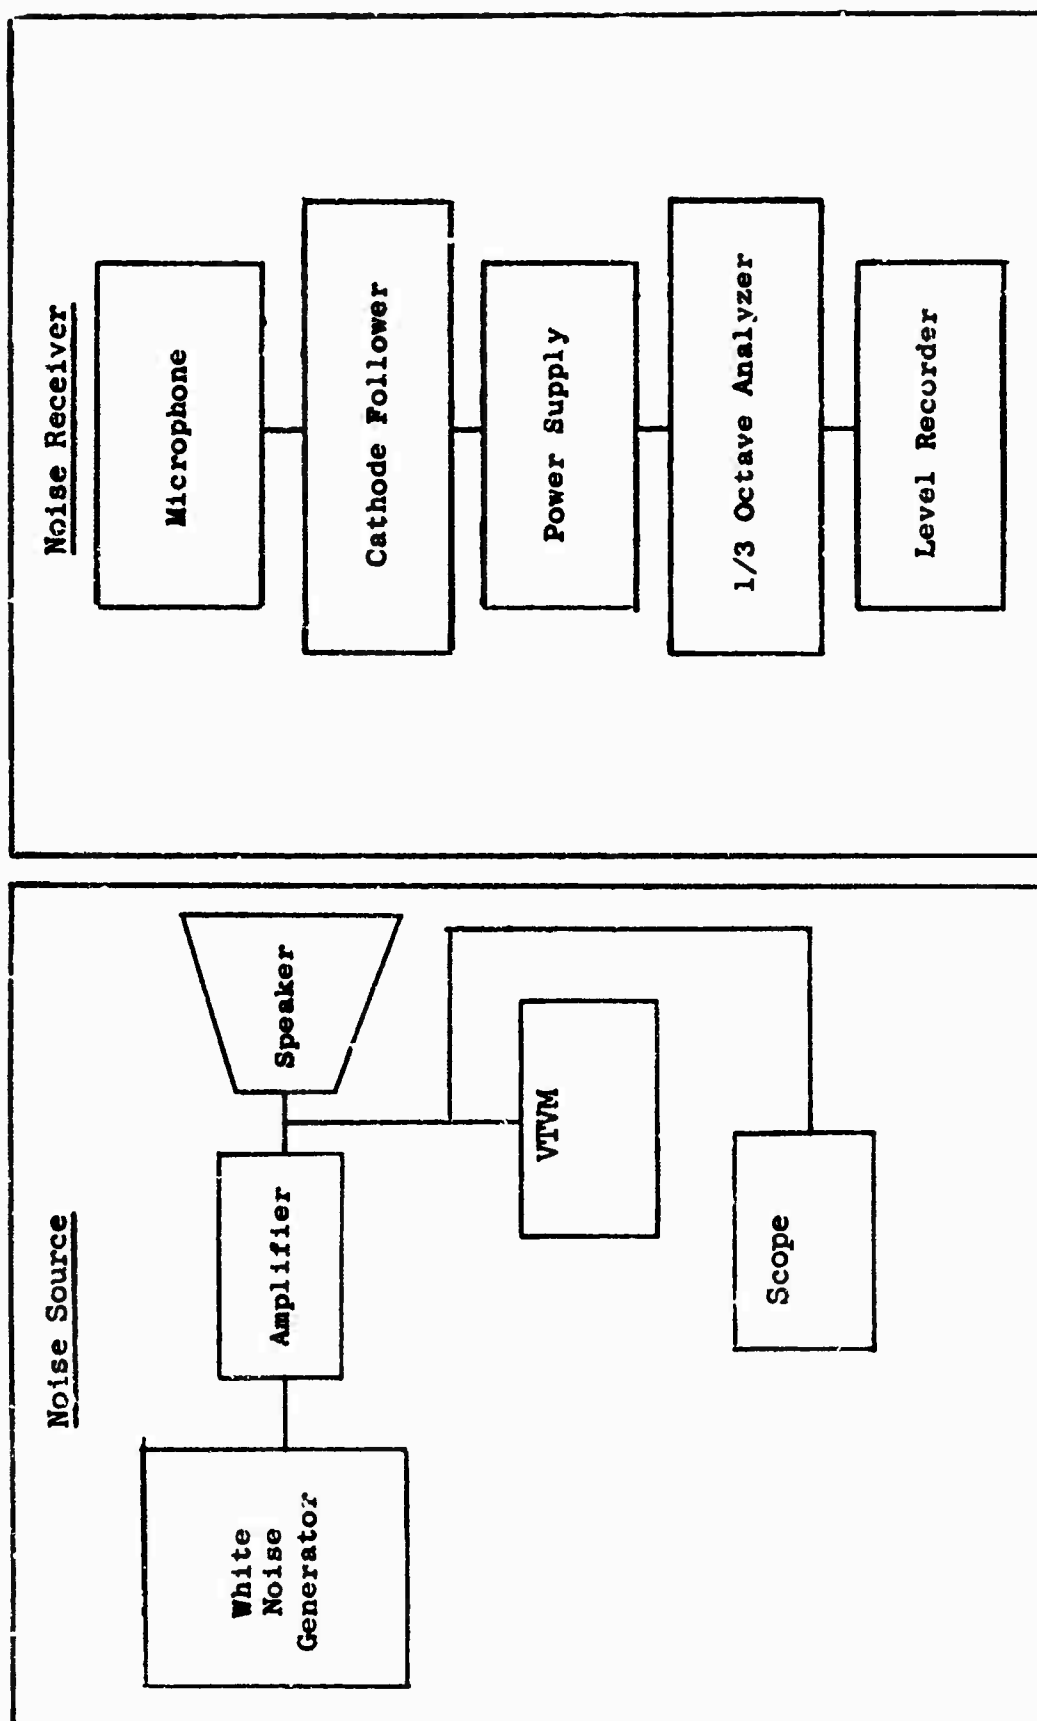 Noise Source
White
Noise
Generator
Amplifier
Speaker
VTVM
Scope
Noise Receiver
Microphone
Cathode Follower
Power Supply
1/3 Octave Analyzer
Level Recorder